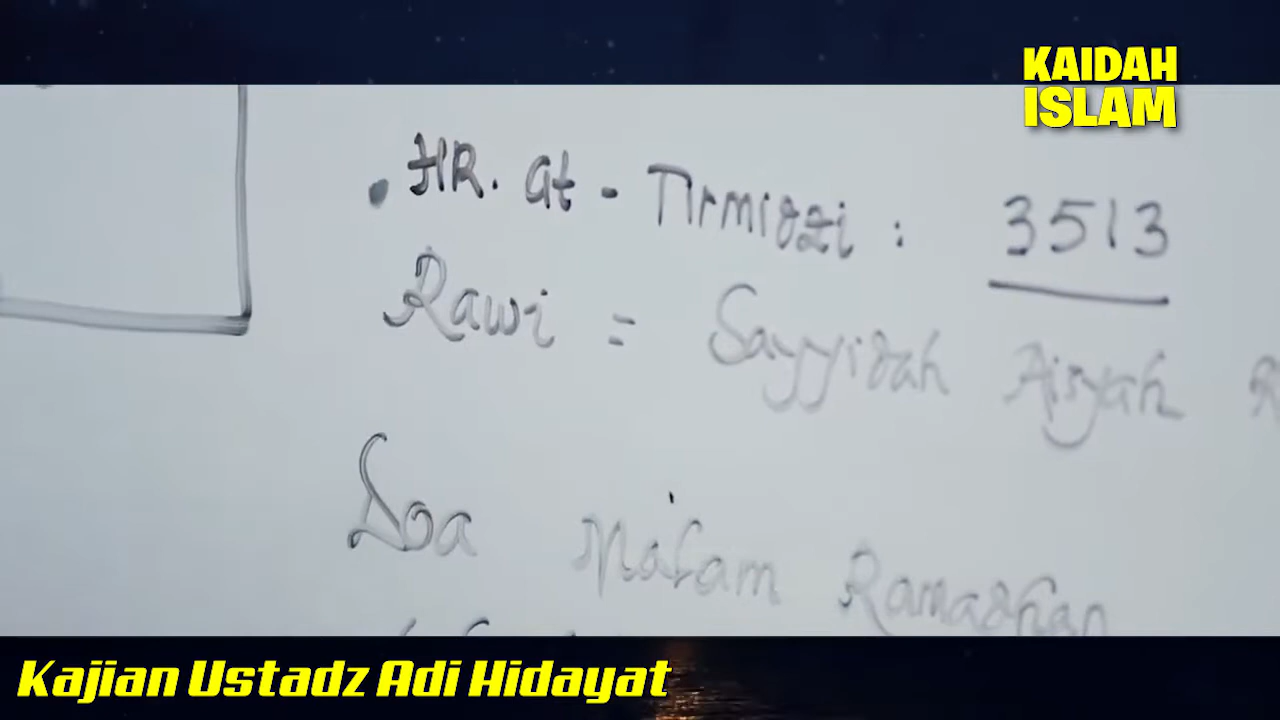 KAIDAH
ISLAM
• HR. at - Tirmidzi : 3513
Rawi = Sayyidah Aisyah R
Doa Malam Ramadhan
Kajian Ustadz Adi Hidayat